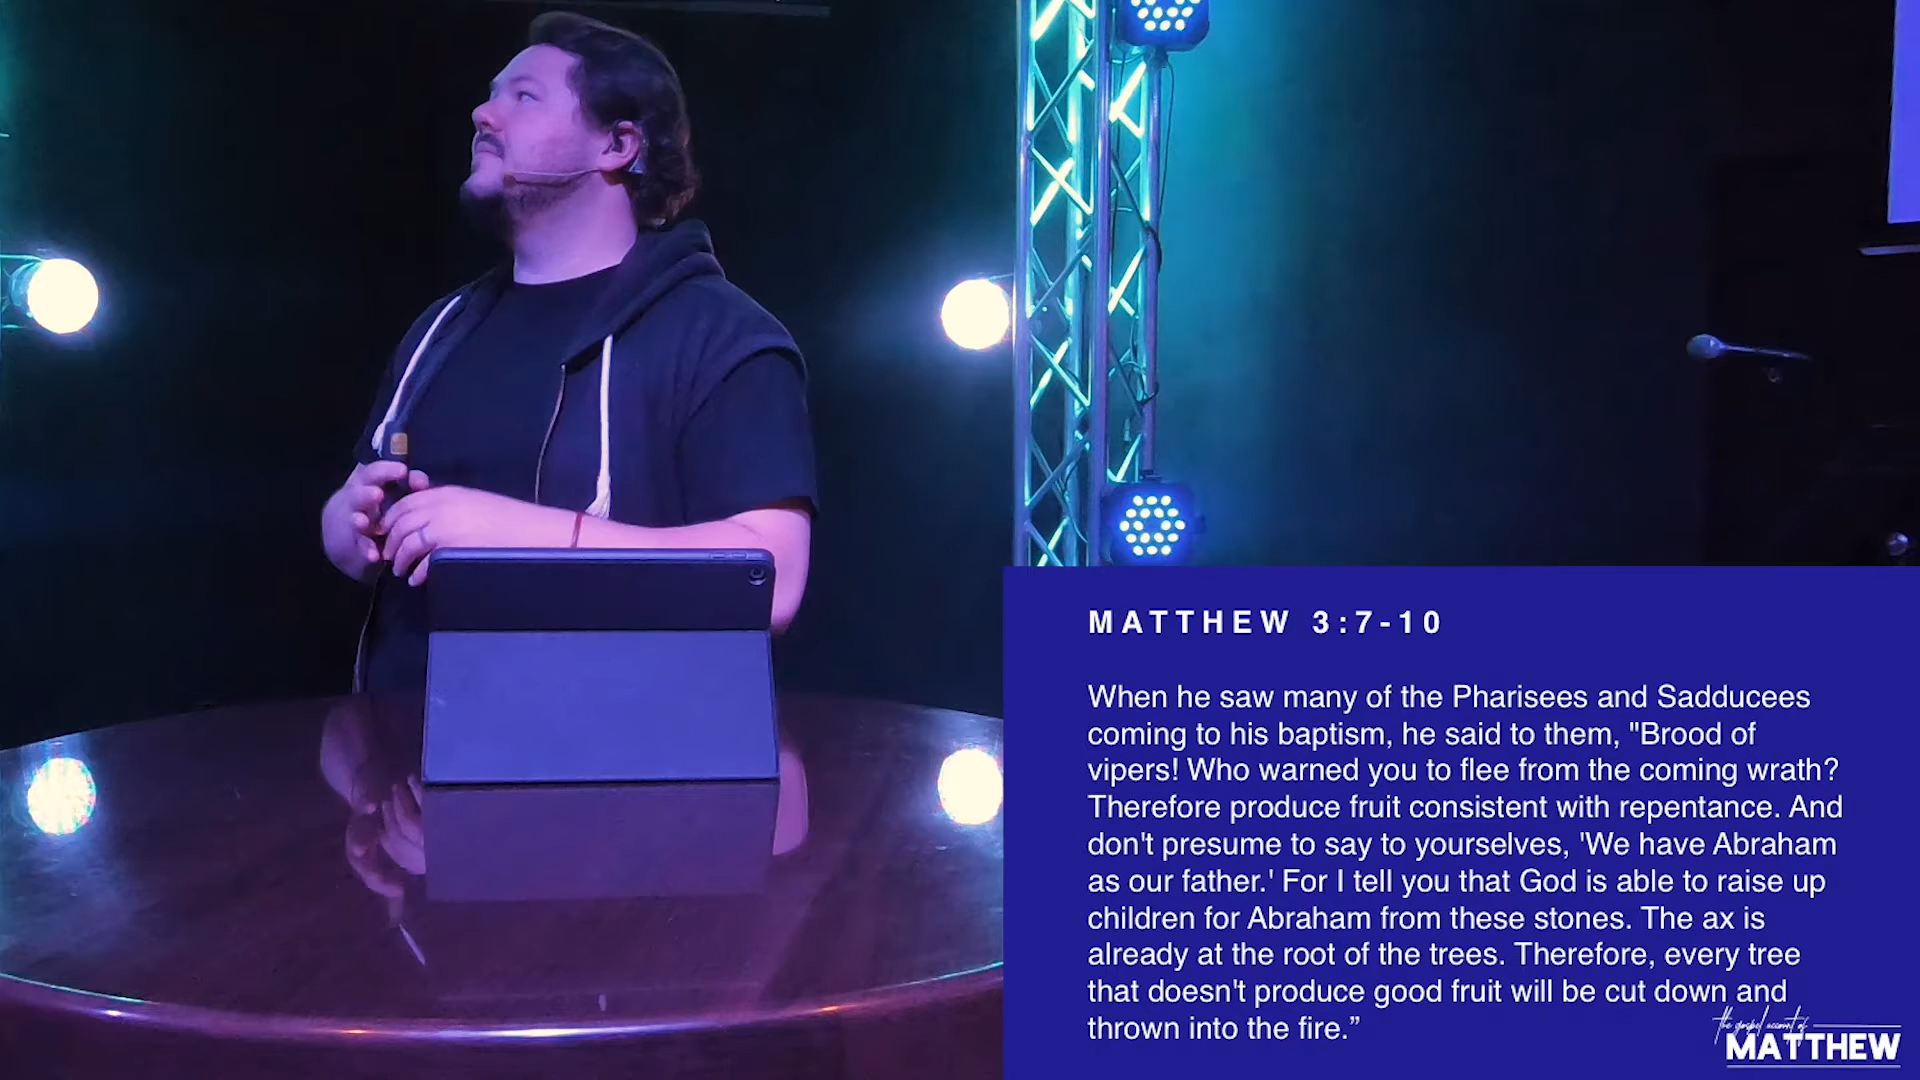 MATTHEW 3:7-10
When he saw many of the Pharisees and Sadducees
coming to his baptism, he said to them, "Brood of
vipers! Who warned you to flee from the coming wrath?
Therefore produce fruit consistent with repentance. And
don't presume to say to yourselves, 'We have Abraham
as our father.' For I tell you that God is able to raise up
children for Abraham from these stones. The ax is
already at the root of the trees. Therefore, every tree
that doesn't produce good fruit will be cut down and
thrown into the fire.”
the gospel account of
MATTHEW